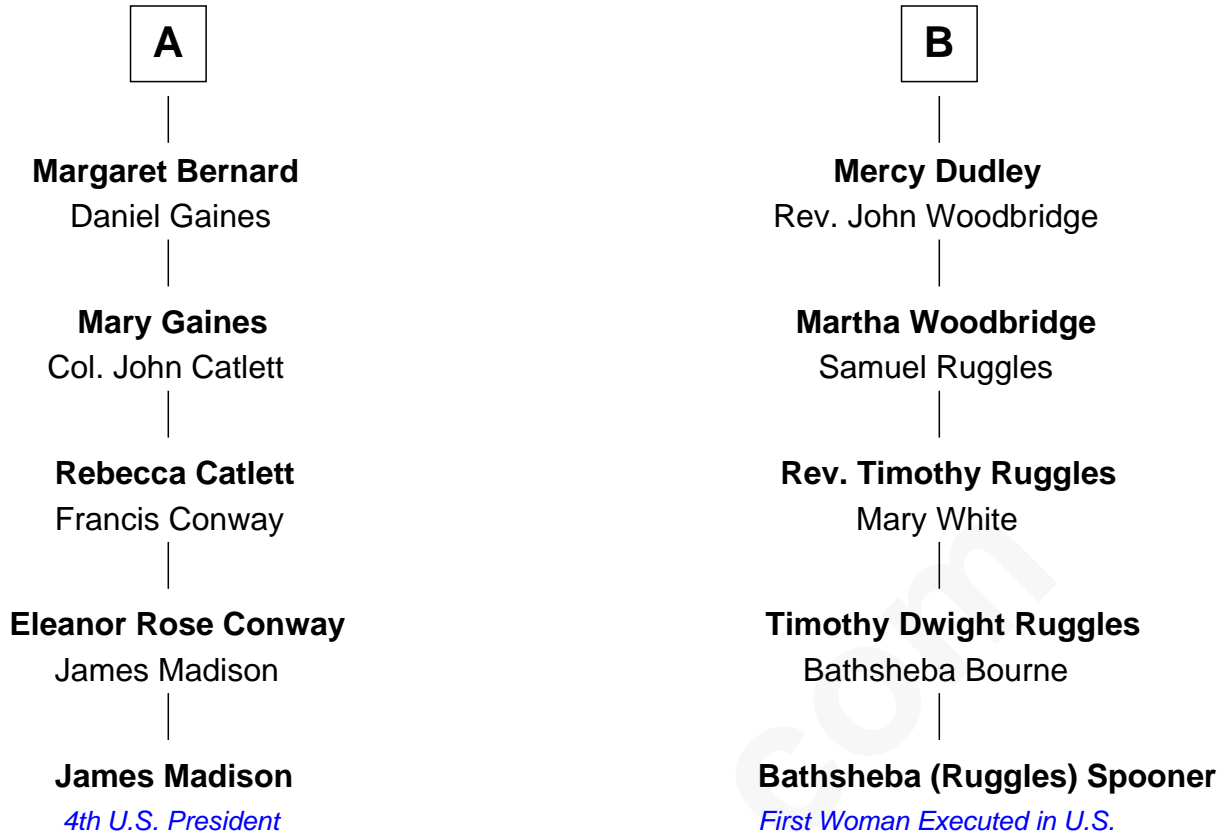 A
Margaret Bernard
Daniel Gaines
Mary Gaines
Col. John Catlett
Rebecca Catlett
Francis Conway
Eleanor Rose Conway
James Madison
James Madison
4th U.S. President
B
Mercy Dudley
Rev. John Woodbridge
Martha Woodbridge
Samuel Ruggles
Rev. Timothy Ruggles
Mary White
Timothy Dwight Ruggles
Bathsheba Bourne
Bathsheba (Ruggles) Spooner
First Woman Executed in U.S.
com